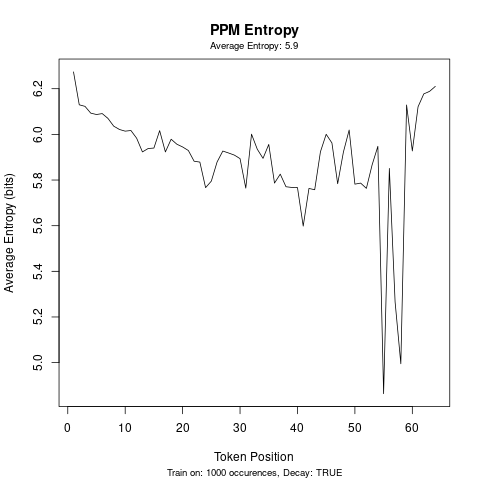 PPM Entropy
Average Entropy: 5.9
Average Entropy (bits)
6.2
6.0
5.8
5.6
5.4
5.2
5.0
0 10 20 30 40 50 60
Token Position
Train on: 1000 occurences, Decay: TRUE